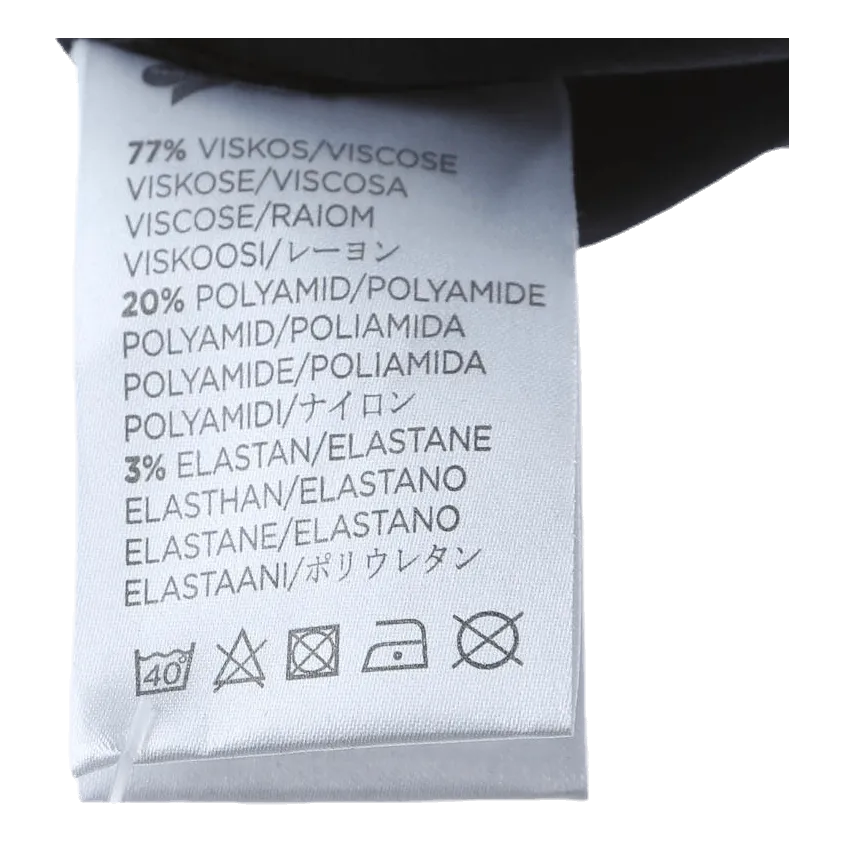 77% VISKOS/VISCOSE
VISKOSE/VISCOSA
VISCOSE/RAIOM
VISKOOSI/レーヨン
20% POLYAMID/POLYAMIDE
POLYAMID/POLIAMIDA
POLYAMIDE/POLIAMIDA
POLYAMIDI/ナイロン
3% ELASTAN/ELASTANE
ELASTHAN/ELASTANO
ELASTANE/ELASTANO
ELASTAANI/ポリウレタン
40°